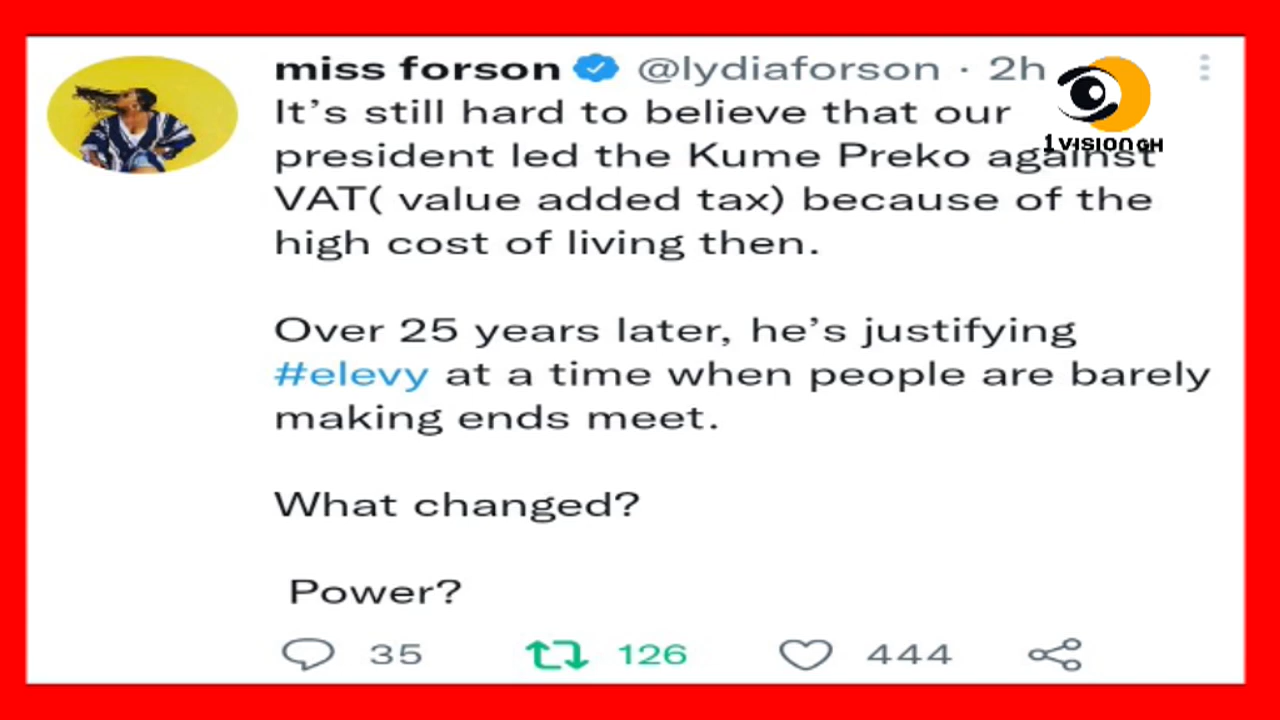 miss forson @lydiaforson · 2h
It's still hard to believe that our
president led the Kume Preko against
VAT( value added tax) because of the
high cost of living then.
Over 25 years later, he's justifying
#elevy at a time when people are barely
making ends meet.
What changed?
Power?
35 126 444
1VISIONGH